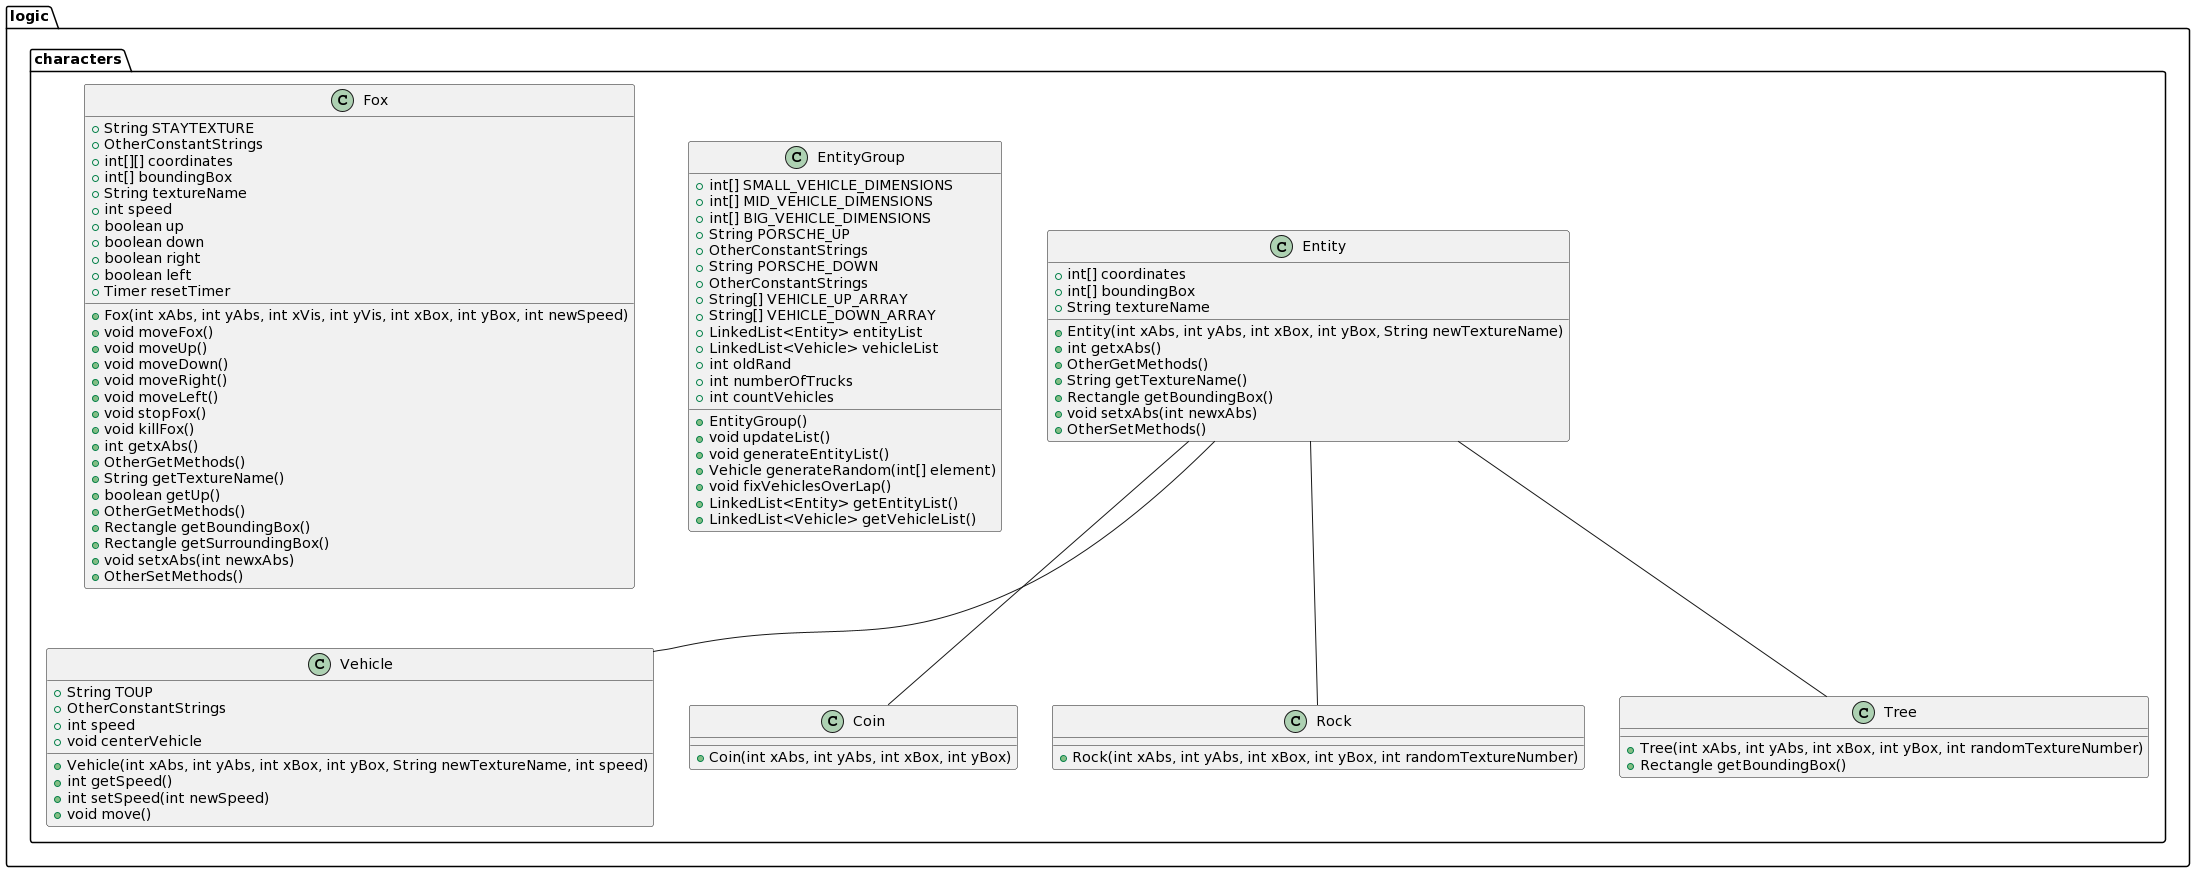 logic
characters
C Fox
String STAYTEXTURE
OtherConstantStrings
int[][] coordinates
int[] boundingBox
String textureName
int speed
boolean up
boolean down
boolean right
boolean left
Timer resetTimer
Fox(int xAbs, int yAbs, int xVis, int yVis, int xBox, int yBox, int newSpeed)
void moveFox()
void moveUp()
void moveDown()
void moveRight()
void moveLeft()
void stopFox()
void killFox()
int getxAbs()
OtherGetMethods()
String getTextureName()
boolean getUp()
OtherGetMethods()
Rectangle getBoundingBox()
Rectangle getSurroundingBox()
void setxAbs(int newxAbs)
OtherSetMethods()
C EntityGroup
int[] SMALL_VEHICLE_DIMENSIONS
int[] MID_VEHICLE_DIMENSIONS
int[] BIG_VEHICLE_DIMENSIONS
String PORSCHE_UP
OtherConstantStrings
String PORSCHE_DOWN
OtherConstantStrings
String[] VEHICLE_UP_ARRAY
String[] VEHICLE_DOWN_ARRAY
LinkedList<Entity> entityList
LinkedList<Vehicle> vehicleList
int oldRand
int numberOfTrucks
int countVehicles
EntityGroup()
void updateList()
void generateEntityList()
Vehicle generateRandom(int[] element)
void fixVehiclesOverLap()
LinkedList<Entity> getEntityList()
LinkedList<Vehicle> getVehicleList()
C Entity
int[] coordinates
int[] boundingBox
String textureName
Entity(int xAbs, int yAbs, int xBox, int yBox, String newTextureName)
int getxAbs()
OtherGetMethods()
String getTextureName()
Rectangle getBoundingBox()
void setxAbs(int newxAbs)
OtherSetMethods()
C Vehicle
String TOUP
OtherConstantStrings
int speed
void centerVehicle
Vehicle(int xAbs, int yAbs, int xBox, int yBox, String newTextureName, int speed)
int getSpeed()
int setSpeed(int newSpeed)
void move()
C Coin
Coin(int xAbs, int yAbs, int xBox, int yBox)
C Rock
Rock(int xAbs, int yAbs, int xBox, int yBox, int randomTextureNumber)
C Tree
Tree(int xAbs, int yAbs, int xBox, int yBox, int randomTextureNumber)
Rectangle getBoundingBox()